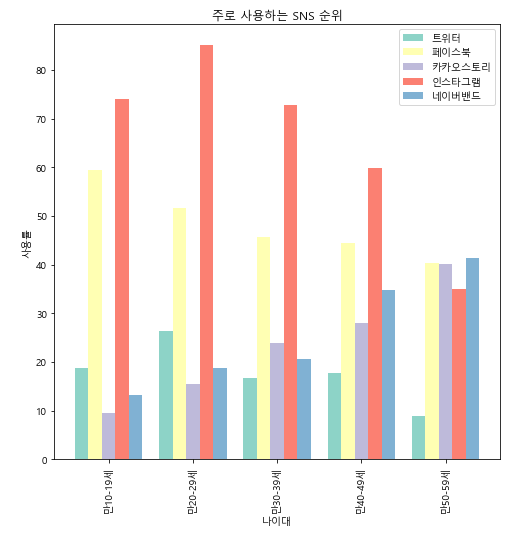 주로 사용하는 SNS 순위
트위터
페이스북
카카오스토리
인스타그램
네이버밴드
사용률
80
70
60
50
40
30
20
10
0
만10-19세
만20-29세
만30-39세
만40-49세
만50-59세
나이대